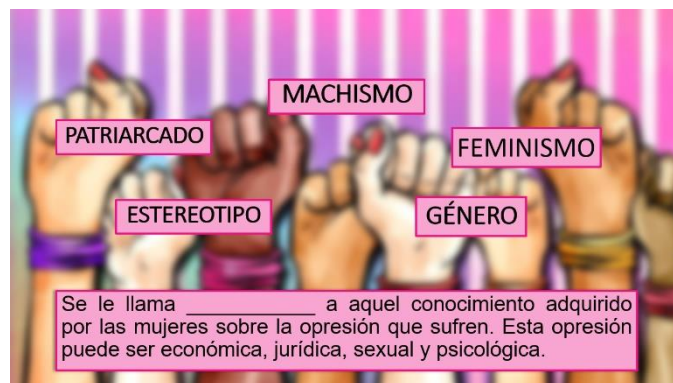 MACHISMO
PATRIARCADO
FEMINISMO
ESTEREOTIPO
GÉNERO
Se le llama ____________ a aquel conocimiento adquirido
por las mujeres sobre la opresión que sufren. Esta opresión
puede ser económica, jurídica, sexual y psicológica.